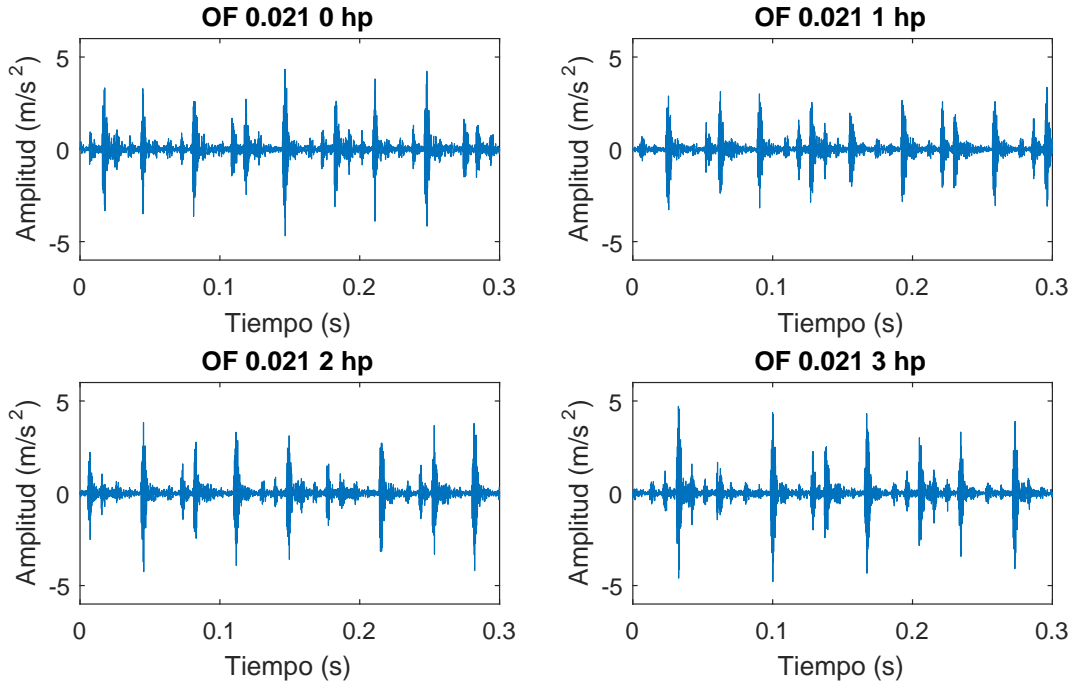 OF 0.021 0 hp
5
0
-5
Amplitud (m/s²)
0 0.1 0.2 0.3
Tiempo (s)
OF 0.021 1 hp
5
0
-5
Amplitud (m/s²)
0 0.1 0.2 0.3
Tiempo (s)
OF 0.021 2 hp
5
0
-5
Amplitud (m/s²)
0 0.1 0.2 0.3
Tiempo (s)
OF 0.021 3 hp
5
0
-5
Amplitud (m/s²)
0 0.1 0.2 0.3
Tiempo (s)